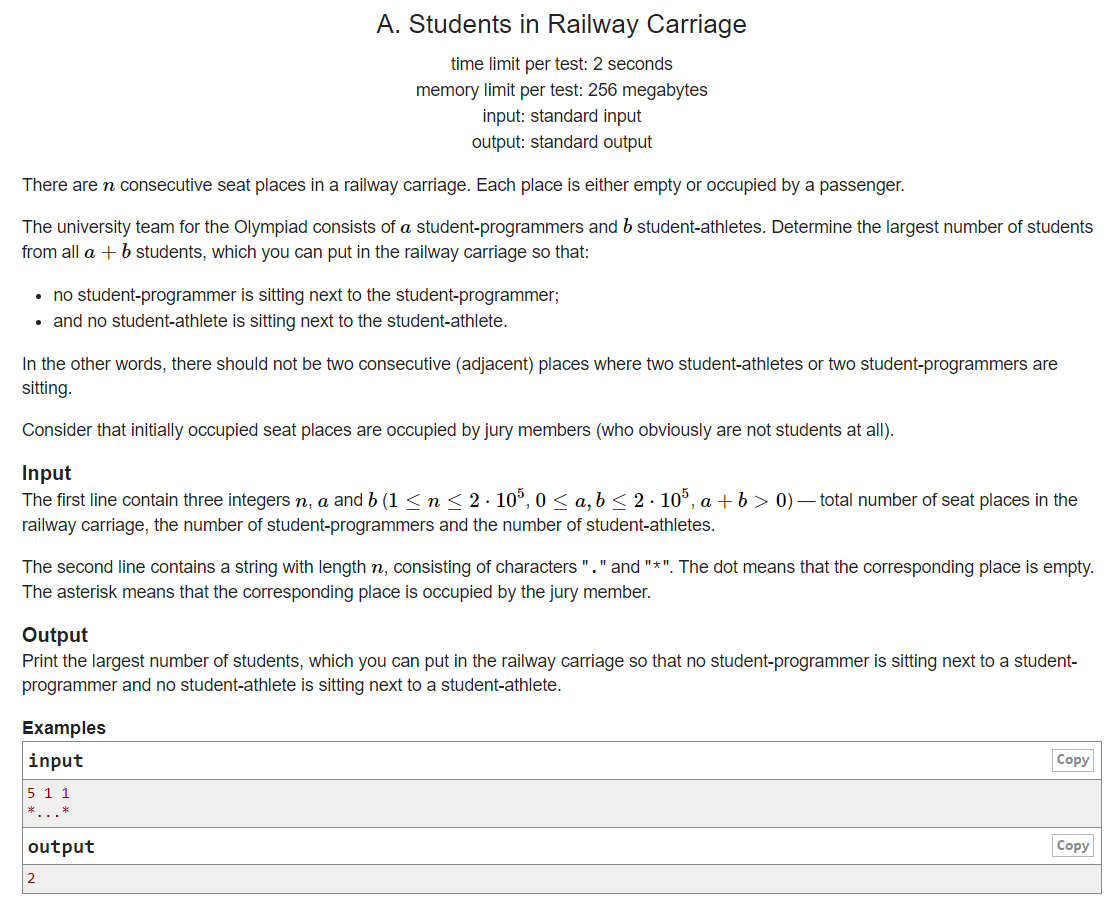 A. Students in Railway Carriage
time limit per test: 2 seconds
memory limit per test: 256 megabytes
input: standard input
output: standard output
There are n consecutive seat places in a railway carriage. Each place is either empty or occupied by a passenger.
The university team for the Olympiad consists of a student-programmers and b student-athletes. Determine the largest number of students
from all a + b students, which you can put in the railway carriage so that:
• no student-programmer is sitting next to the student-programmer;
• and no student-athlete is sitting next to the student-athlete.
In the other words, there should not be two consecutive (adjacent) places where two student-athletes or two student-programmers are
sitting.
Consider that initially occupied seat places are occupied by jury members (who obviously are not students at all).
Input
The first line contain three integers n, a and b (1 ≤ n ≤ 2 · 10⁵, 0 ≤ a, b ≤ 2 · 10⁵, a + b > 0) — total number of seat places in the
railway carriage, the number of student-programmers and the number of student-athletes.
The second line contains a string with length n, consisting of characters "." and "*". The dot means that the corresponding place is empty.
The asterisk means that the corresponding place is occupied by the jury member.
Output
Print the largest number of students, which you can put in the railway carriage so that no student-programmer is sitting next to a student-
programmer and no student-athlete is sitting next to a student-athlete.
Examples
input Copy
5 1 1
*...*
output Copy
2